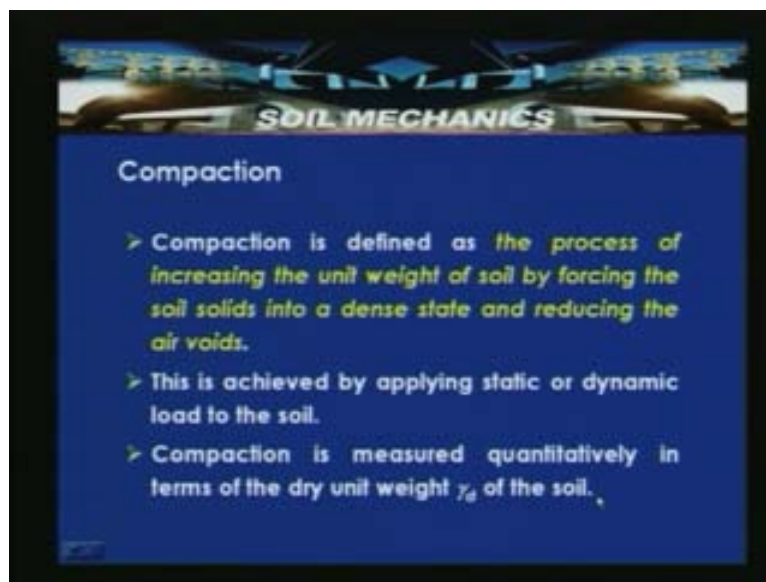 SOIL MECHANICS
Compaction
➢ Compaction is defined as the process of
increasing the unit weight of soil by forcing the
soil solids into a dense state and reducing the
air voids.
➢ This is achieved by applying static or dynamic
load to the soil.
➢ Compaction is measured quantitatively in
terms of the dry unit weight γd of the soil.